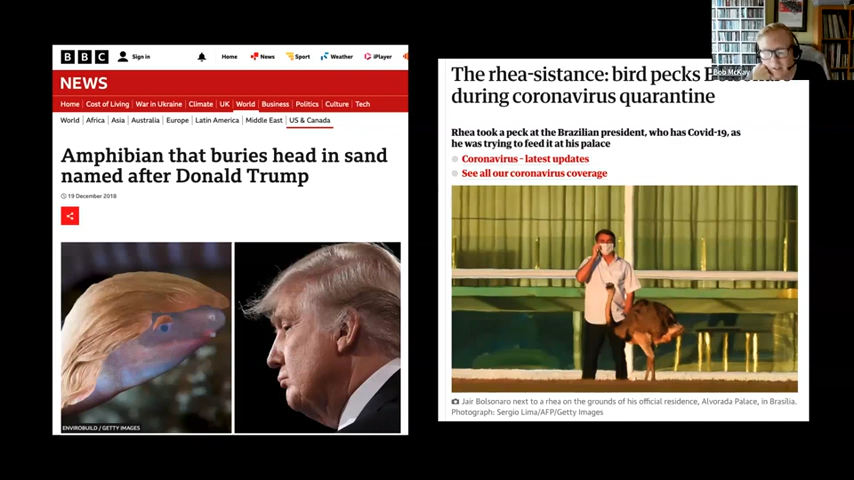 BBC
Sign in
Home
News
Sport
Weather
iPlayer
NEWS
Home
Cost of Living
War in Ukraine
Climate
UK
World
Business
Politics
Culture
Tech
World
Africa
Asia
Australia
Europe
Latin America
Middle East
US & Canada
Amphibian that buries head in sand
named after Donald Trump
19 December 2018
ENVIROBUILD / GETTY IMAGES
The rhea-sistance: bird pecks
during coronavirus quarantine
Rhea took a peck at the Brazilian president, who has Covid-19, as
he was trying to feed it at his palace
Coronavirus – latest updates
See all our coronavirus coverage
Jair Bolsonaro next to a rhea on the grounds of his official residence, Alvorada Palace, in Brasília.
Photograph: Sergio Lima/AFP/Getty Images
Bob McKay